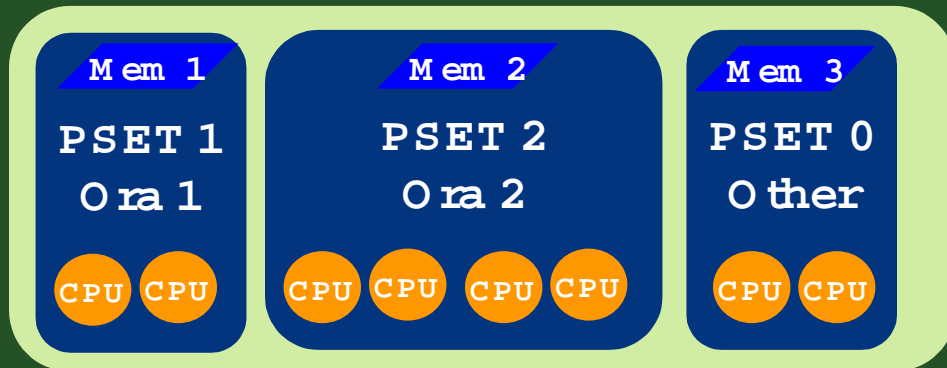 Mem 1
PSET 1
Ora 1
CPU CPU
Mem 2
PSET 2
Ora 2
CPU CPU CPU CPU
Mem 3
PSET 0
Other
CPU CPU